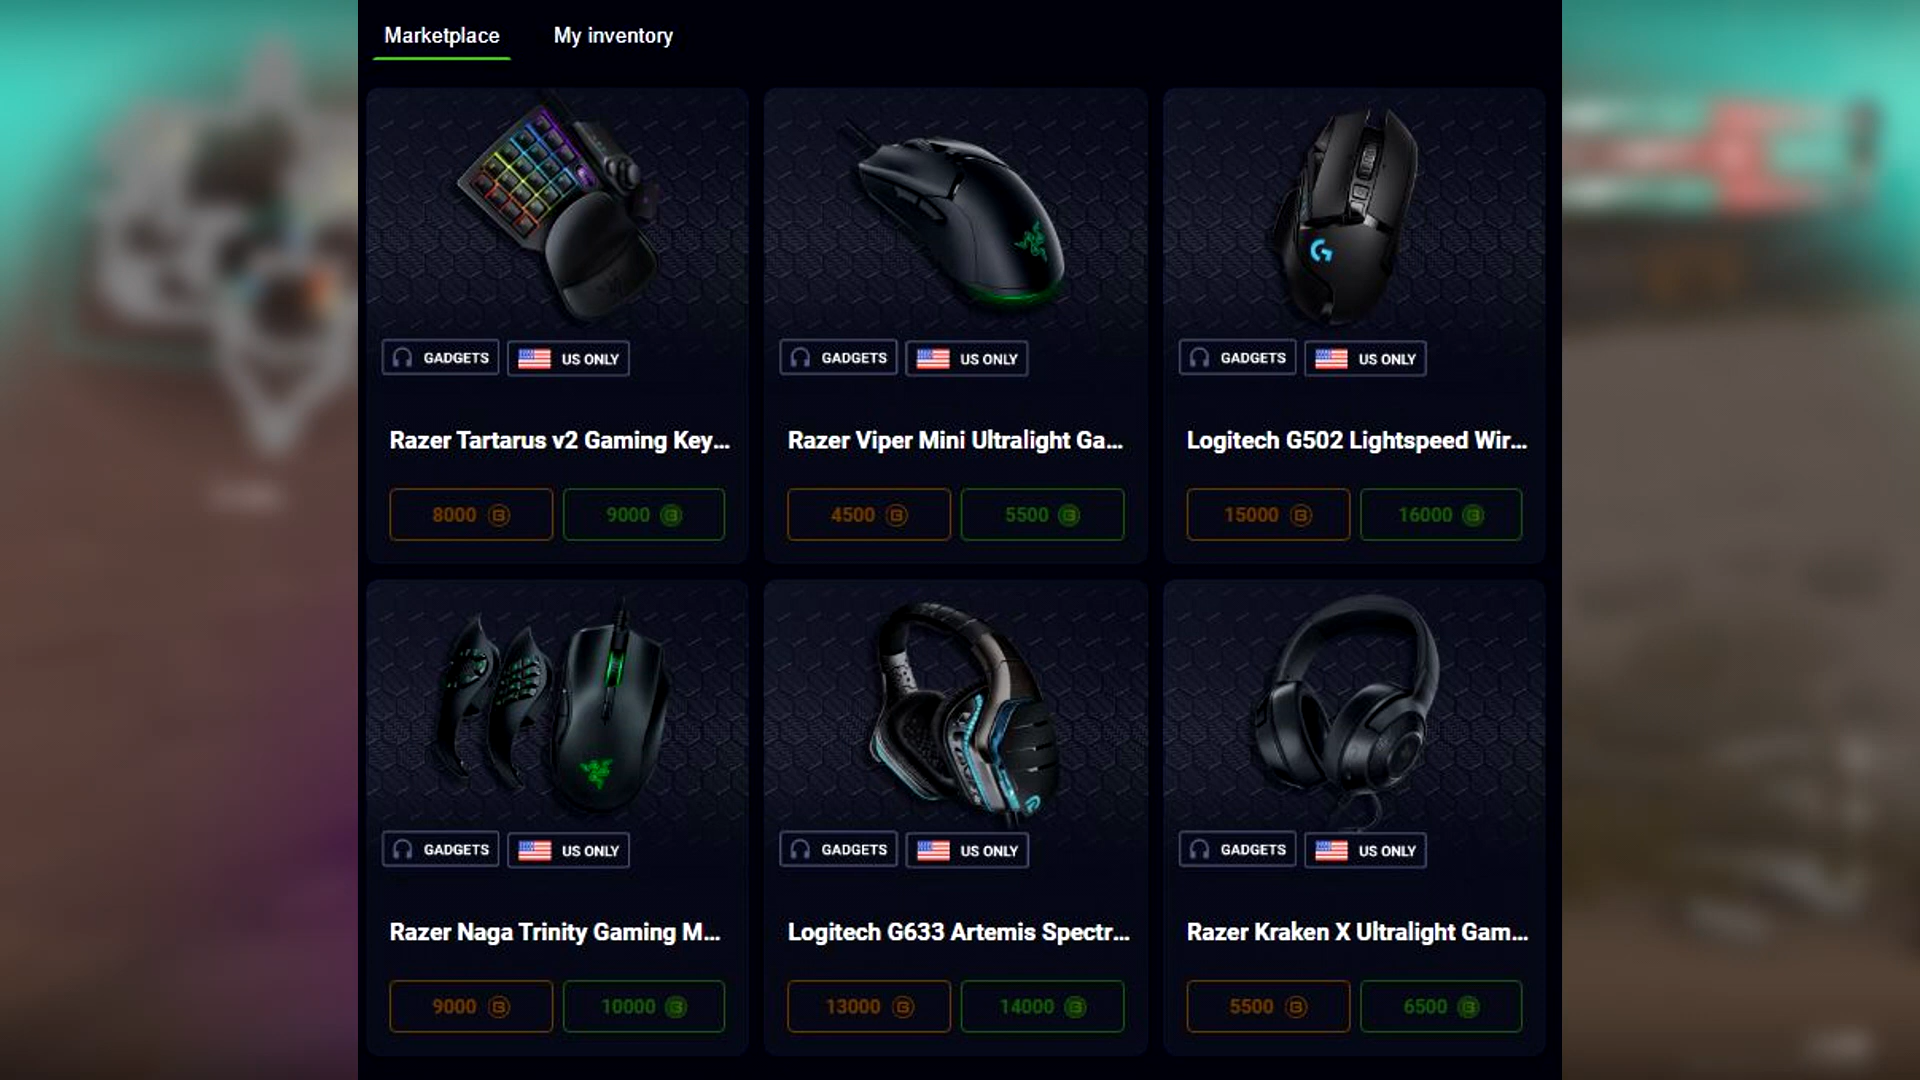 Marketplace
My inventory
GADGETS
US ONLY
Razer Tartarus v2 Gaming Key...
8000
9000
GADGETS
US ONLY
Razer Viper Mini Ultralight Ga...
4500
5500
GADGETS
US ONLY
Logitech G502 Lightspeed Wir...
15000
16000
GADGETS
US ONLY
Razer Naga Trinity Gaming M...
9000
10000
GADGETS
US ONLY
Logitech G633 Artemis Spectr...
13000
14000
GADGETS
US ONLY
Razer Kraken X Ultralight Gam...
5500
6500